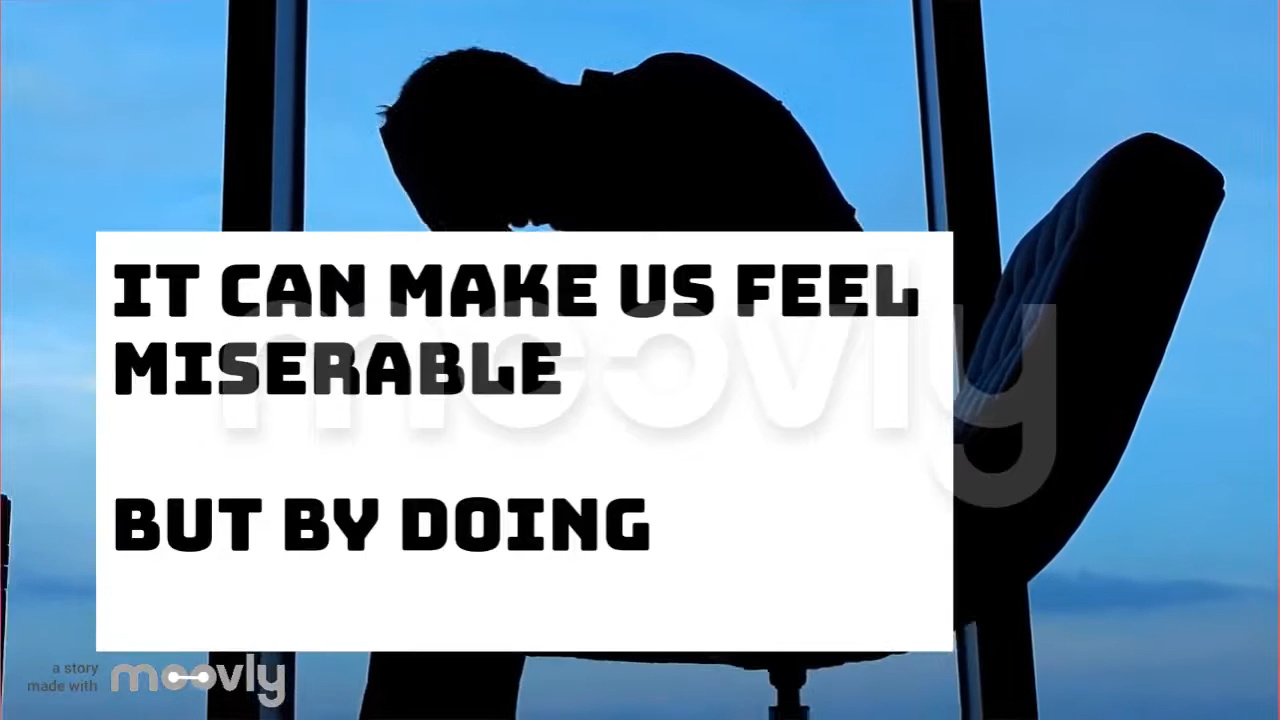 IT CAN MAKE US FEEL
MISERABLE
BUT BY DOING
moovly
a story
made with moovly